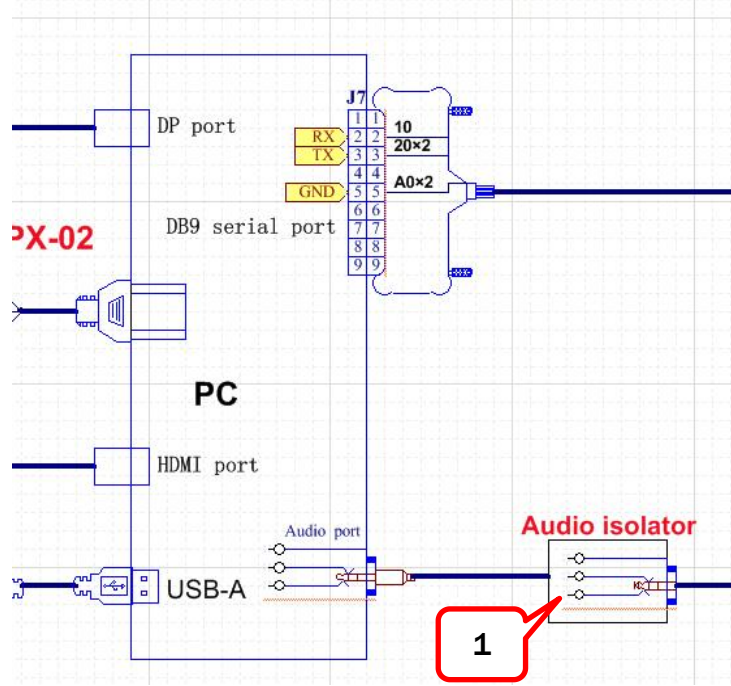 J7
DP port
RX
TX
GND
1 1
2 2
3 3
4 4
5 5
6 6
7 7
8 8
9 9
10
20×2
A0×2
DB9 serial port
PX-02
PC
HDMI port
Audio port
USB-A
Audio isolator
1